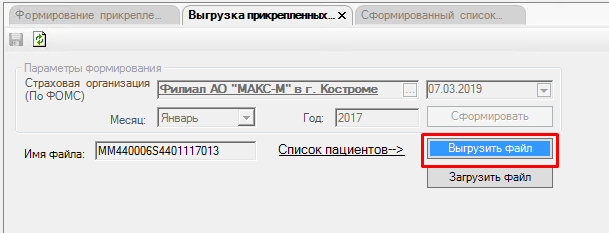 Формирование прикрепле... Выгрузка прикрепленных... Сформированный список...
Параметры формирования
Страховая организация (По ФОМС) Филиал АО "МАКС-М" в г. Костроме ... 07.03.2019
Месяц: Январь Год: 2017 Сформировать
Имя файла: MM440006S4401117013 Список пациентов--> Выгрузить файл
Загрузить файл